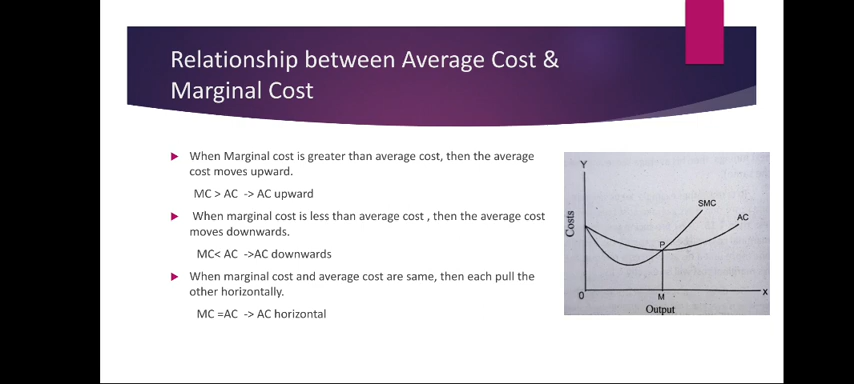 Relationship between Average Cost &
Marginal Cost
When Marginal cost is greater than average cost, then the average
cost moves upward.
MC > AC -> AC upward
When marginal cost is less than average cost , then the average cost
moves downwards.
MC< AC ->AC downwards
When marginal cost and average cost are same, then each pull the
other horizontally.
MC =AC -> AC horizontal
Y
SMC
AC
Costs
P
0
M
X
Output